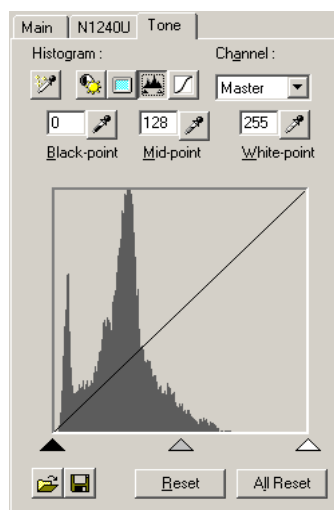 Main N1240U Tone
Histogram : Channel :
Master
0 128 255
Black-point Mid-point White-point
Reset All Reset